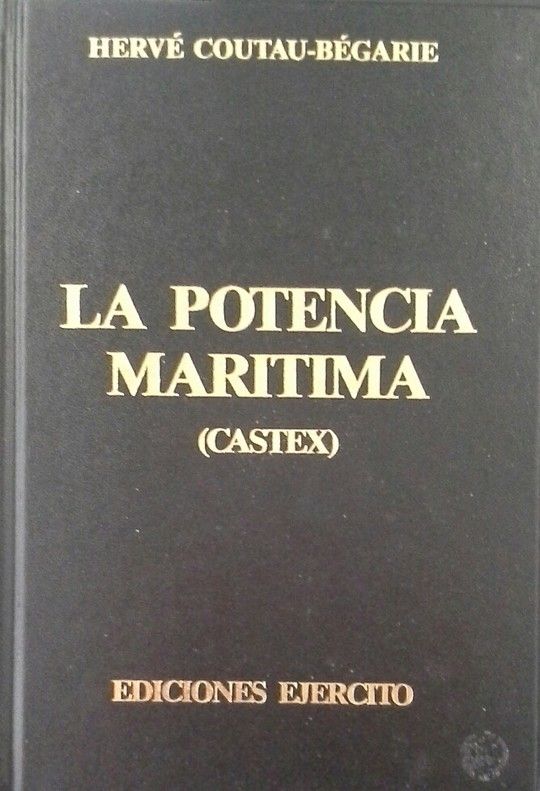 HERVÉ COUTAU-BÉGARIE
LA POTENCIA
MARITIMA
(CASTEX)
EDICIONES EJERCITO